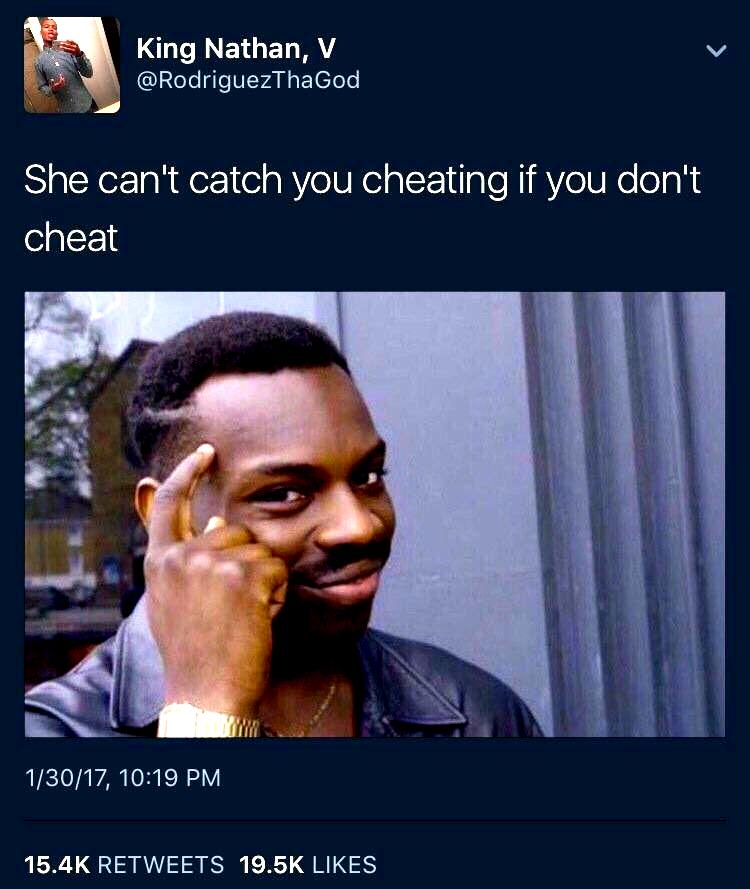 King Nathan, V
@RodriguezThaGod
She can't catch you cheating if you don't
cheat
1/30/17, 10:19 PM
15.4K RETWEETS 19.5K LIKES